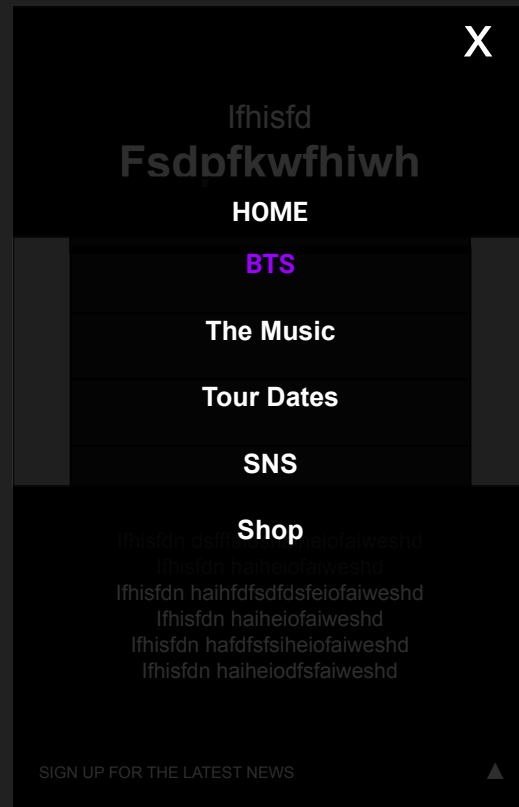 X
Ifhisfd
Fsdpfkwfhiwh
HOME
BTS
The Music
Tour Dates
SNS
Shop
Ifhisfdn
Ifhisfdn haiheiofaiweshd
Ifhisfdn haihfdfsdfdsfeiofaiweshd
Ifhisfdn haiheiofaiweshd
Ifhisfdn hafdfsfsiheiofaiweshd
Ifhisfdn haiheiodfsfaiweshd
SIGN UP FOR THE LATEST NEWS ▲